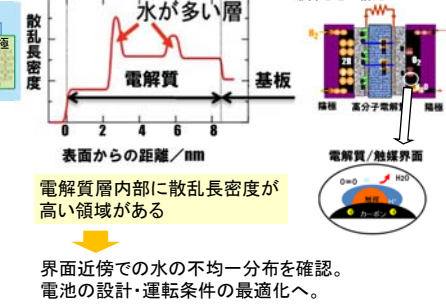 極
散乱長密度
水が多い層
電解質
基板
0 2 4 6 8
表面からの距離／nm
電解質層内部に散乱長密度が
高い領域がある
界面近傍での水の不均一分布を確認。
電池の設計・運転条件の最適化へ。
陽極 高分子電解質 陽極
電解質/触媒界面
O=O H2O
触媒 H⁺
カーボン